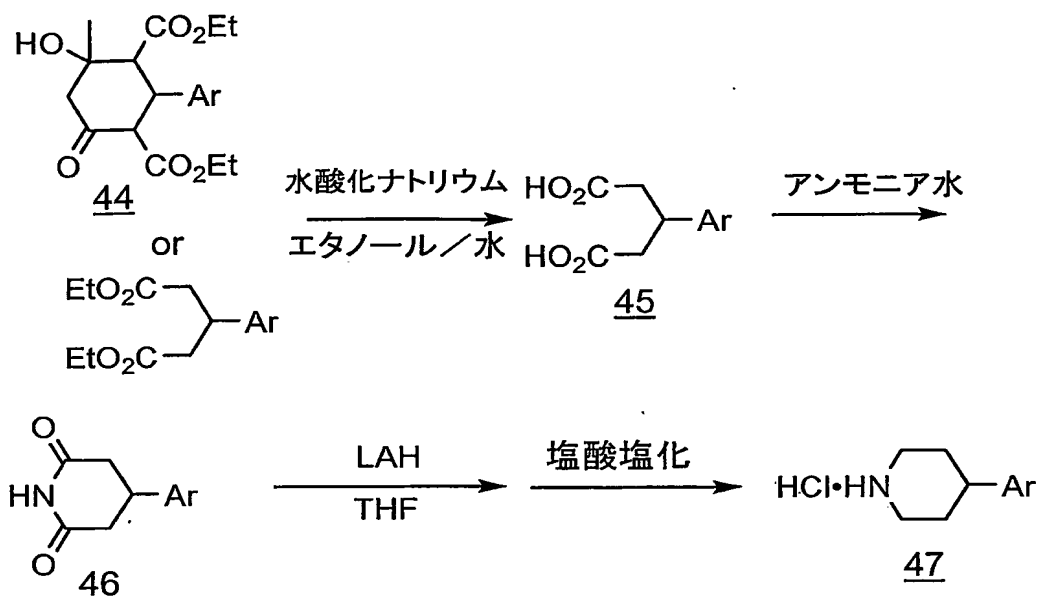 HO
CO₂Et
Ar
O
CO₂Et
44
or
EtO₂C
Ar
EtO₂C
水酸化ナトリウム
エタノール／水
HO₂C
Ar
HO₂C
45
アンモニア水
O
HN
Ar
O
46
LAH
THF
塩酸塩化
HCl•HN
Ar
47